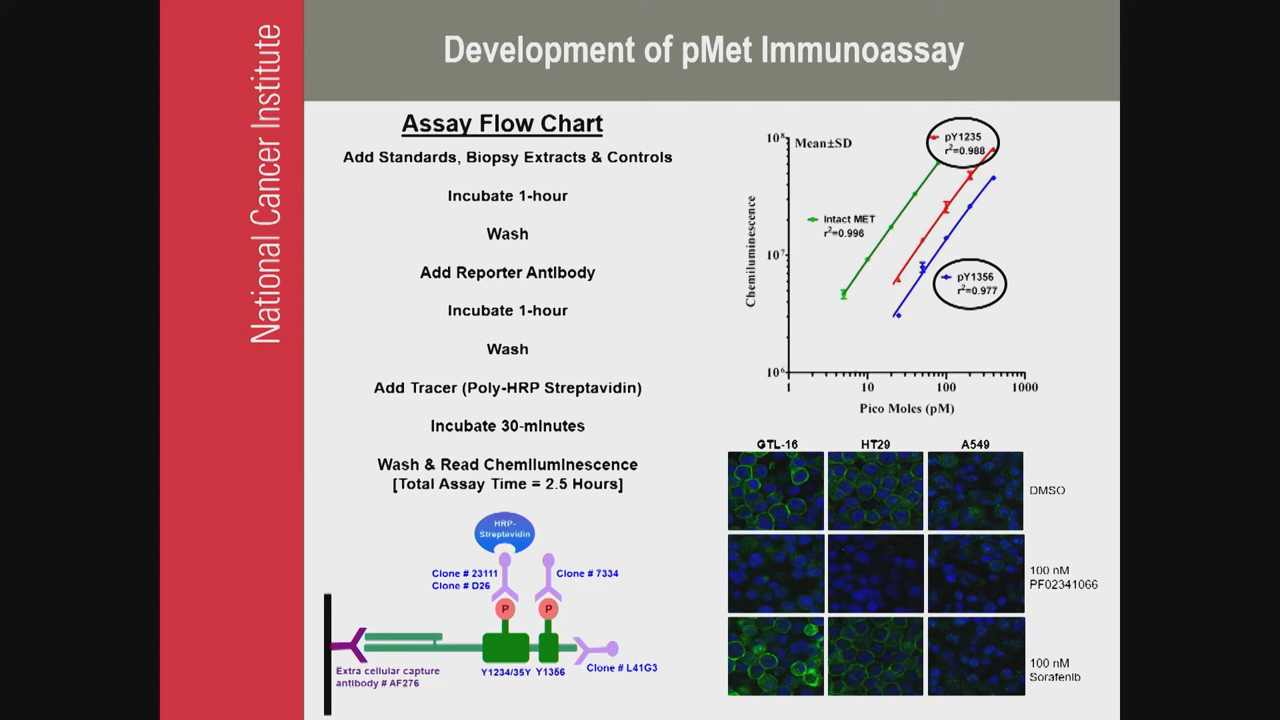 National Cancer Institute
Development of pMet Immunoassay
Assay Flow Chart
Add Standards, Biopsy Extracts & Controls
Incubate 1-hour
Wash
Add Reporter Antibody
Incubate 1-hour
Wash
Add Tracer (Poly-HRP Streptavidin)
Incubate 30-minutes
Wash & Read Chemiluminescence
[Total Assay Time = 2.5 Hours]
HRP-
Streptavidin
Clone # 23111
Clone # D26
Clone # 7334
P
P
Extra cellular capture
antibody # AF276
Y1234/35Y
Y1356
Clone # L41G3
Mean±SD
pY1235
r²=0.988
Intact MET
r²=0.996
pY1356
r²=0.977
Chemiluminescence
10⁸
10⁷
10⁶
1
10
100
1000
Pico Moles (pM)
GTL-16
HT29
A549
DMSO
100 nM
PF02341066
100 nM
Sorafenib